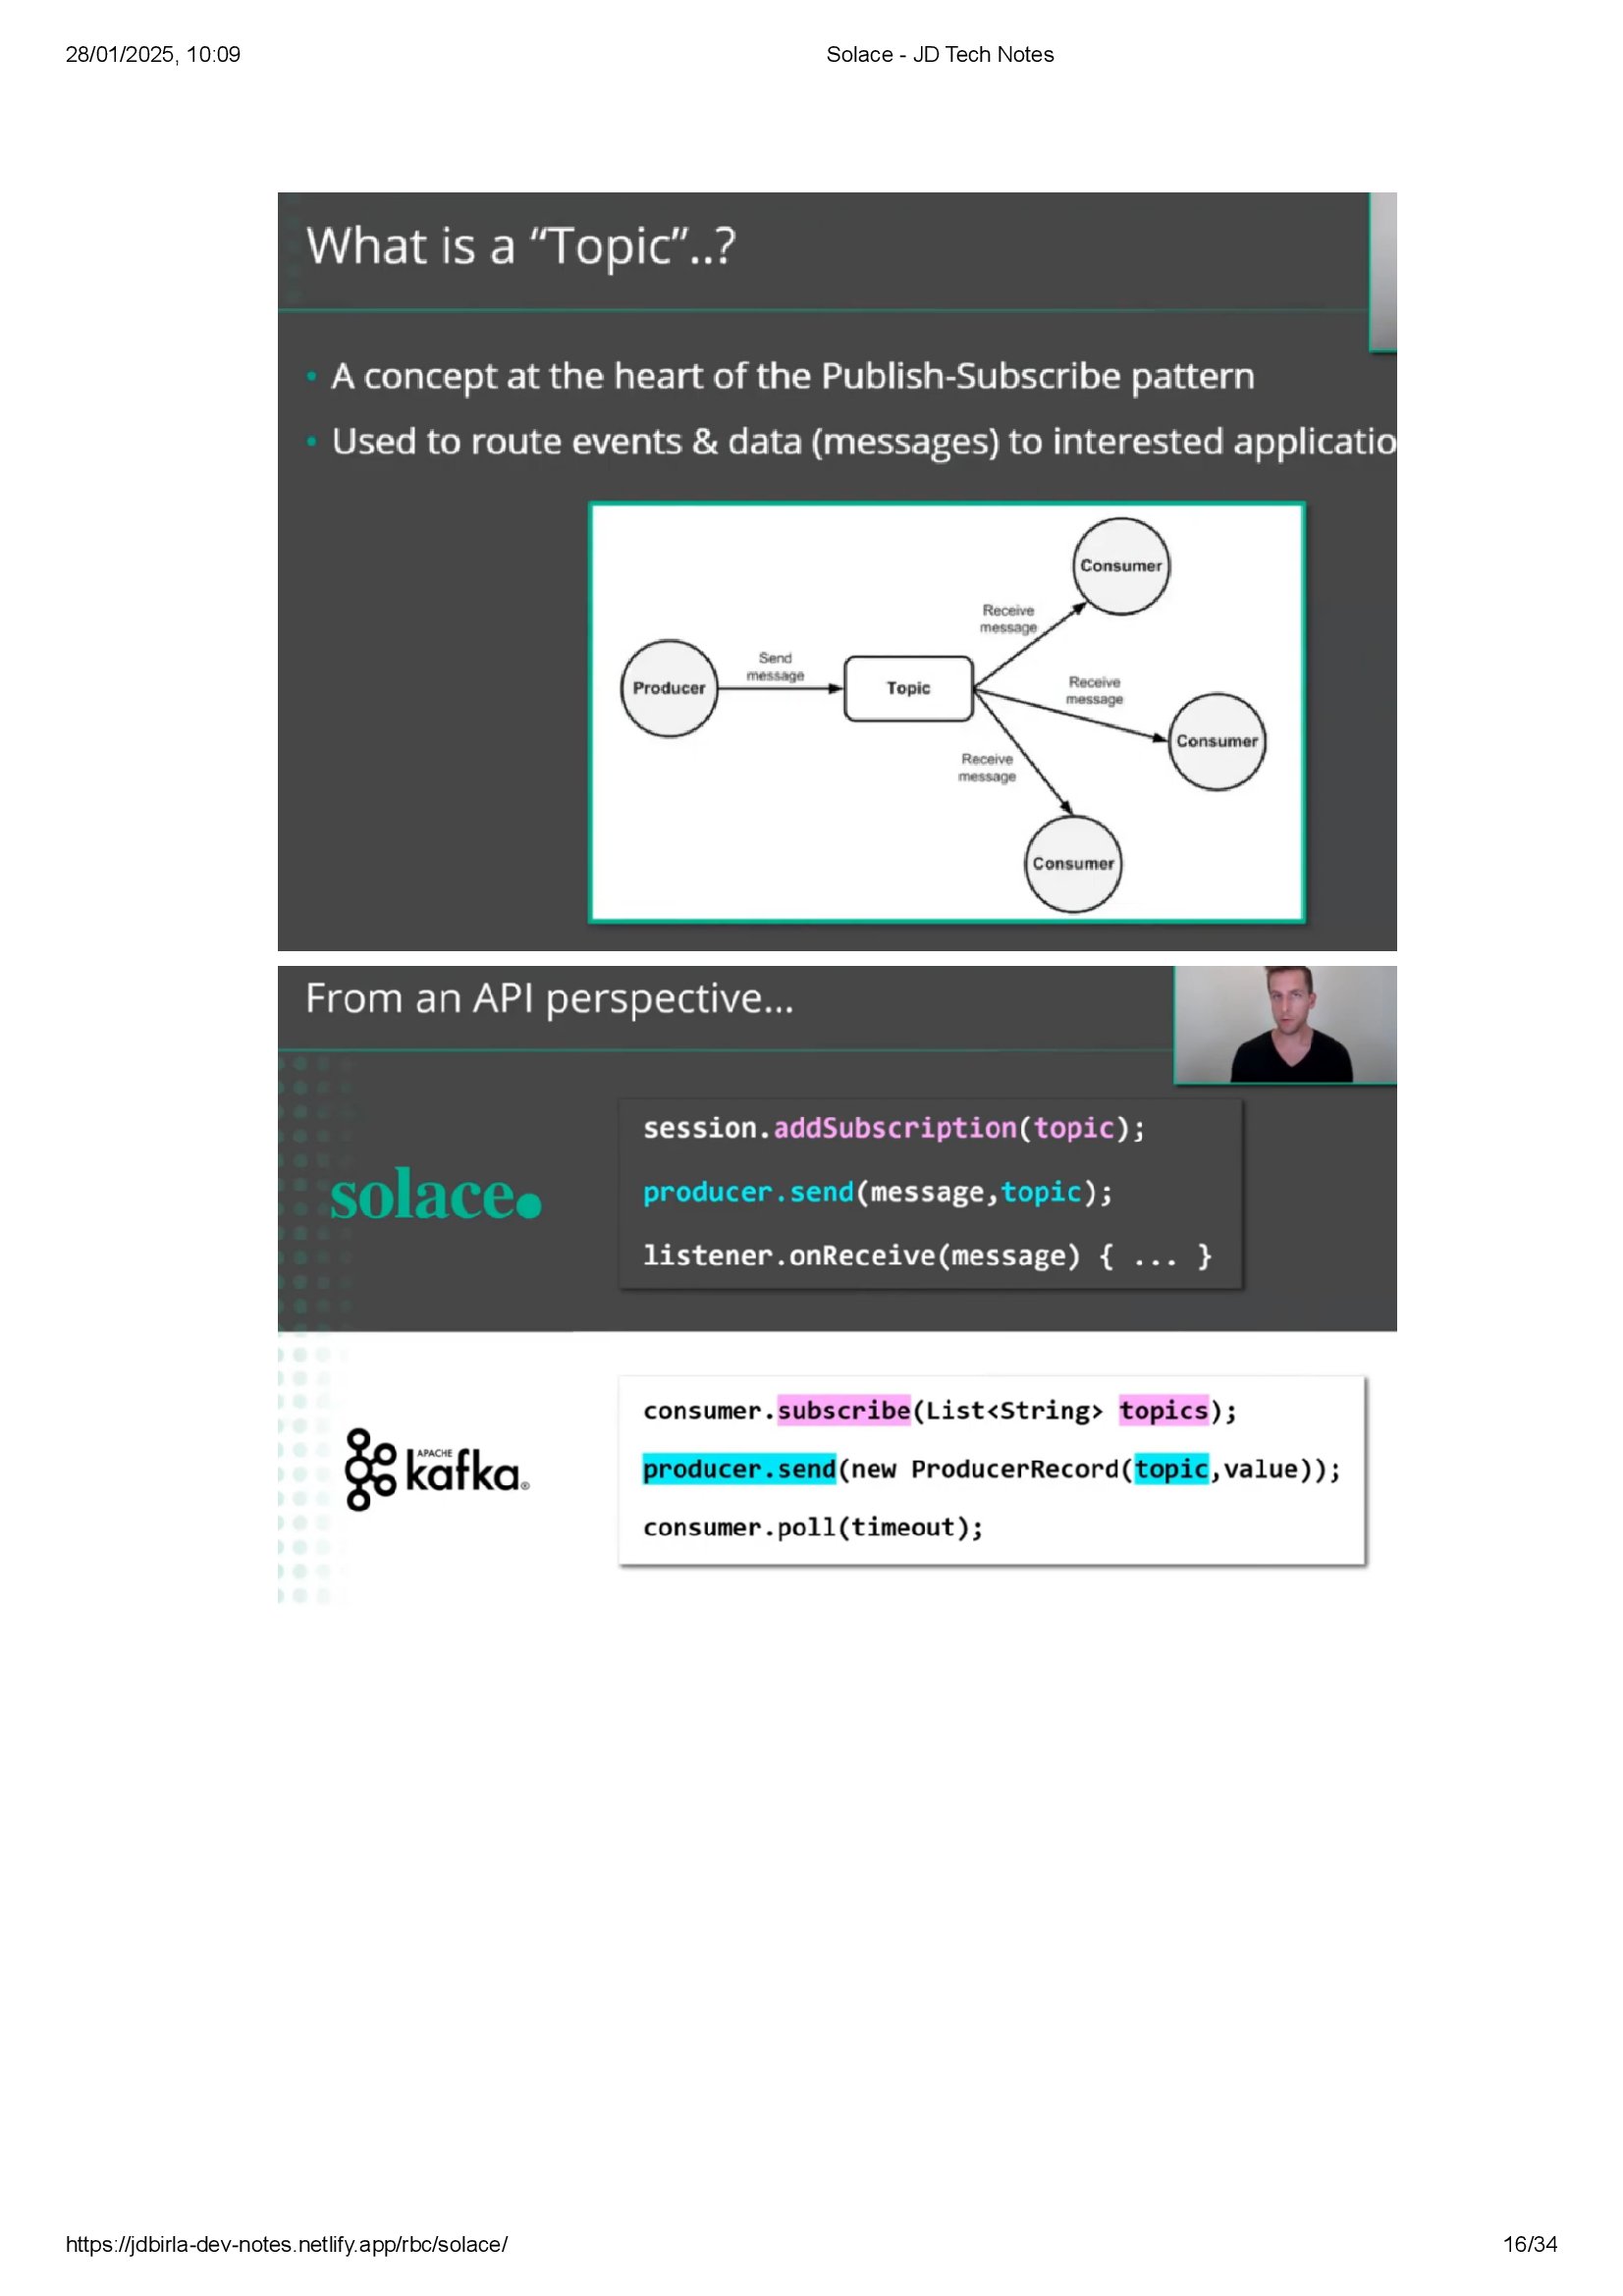 28/01/2025, 10:09
Solace - JD Tech Notes
What is a “Topic”..?
• A concept at the heart of the Publish-Subscribe pattern
• Used to route events & data (messages) to interested applicatio
Consumer
Receive
message
Send
message
Producer
Topic
Receive
message
Consumer
Receive
message
Consumer
From an API perspective...
session.addSubscription(topic);
solace
producer.send(message,topic);
listener.onReceive(message) { ... }
consumer.subscribe(List<String> topics);
APACHE
kafka®
producer.send(new ProducerRecord(topic,value));
consumer.poll(timeout);
https://jdbirla-dev-notes.netlify.app/rbc/solace/
16/34